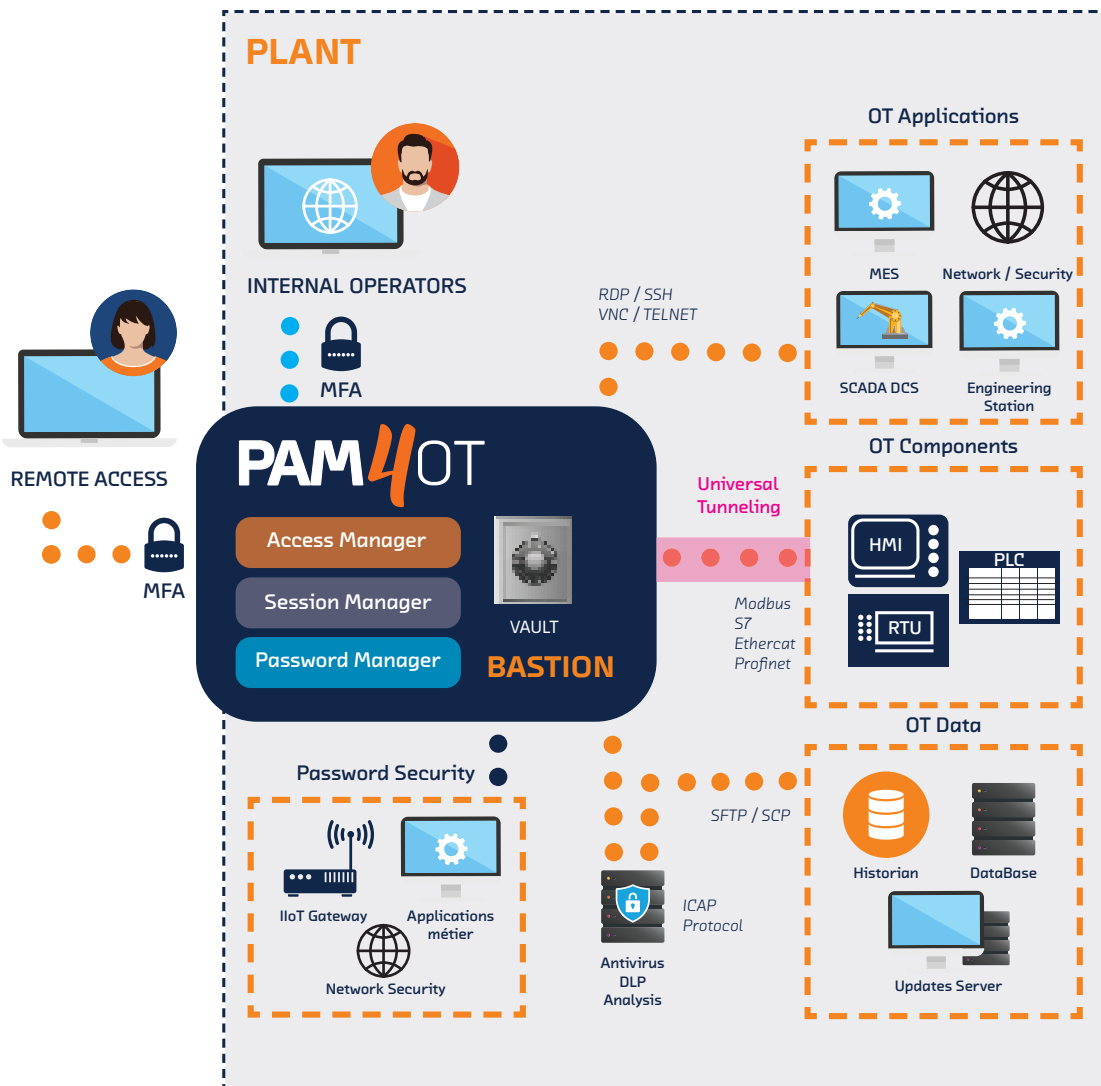 PLANT
OT Applications
MES
Network / Security
SCADA DCS
Engineering
Station
INTERNAL OPERATORS
MFA
RDP / SSH
VNC / TELNET
REMOTE ACCESS
MFA
PAM4OT
Access Manager
Session Manager
Password Manager
VAULT
BASTION
Universal
Tunneling
Modbus
S7
Ethercat
Profinet
OT Components
HMI
PLC
RTU
OT Data
Historian
DataBase
Updates Server
SFTP / SCP
Password Security
IIoT Gateway
Applications
métier
Network Security
ICAP
Protocol
Antivirus
DLP
Analysis